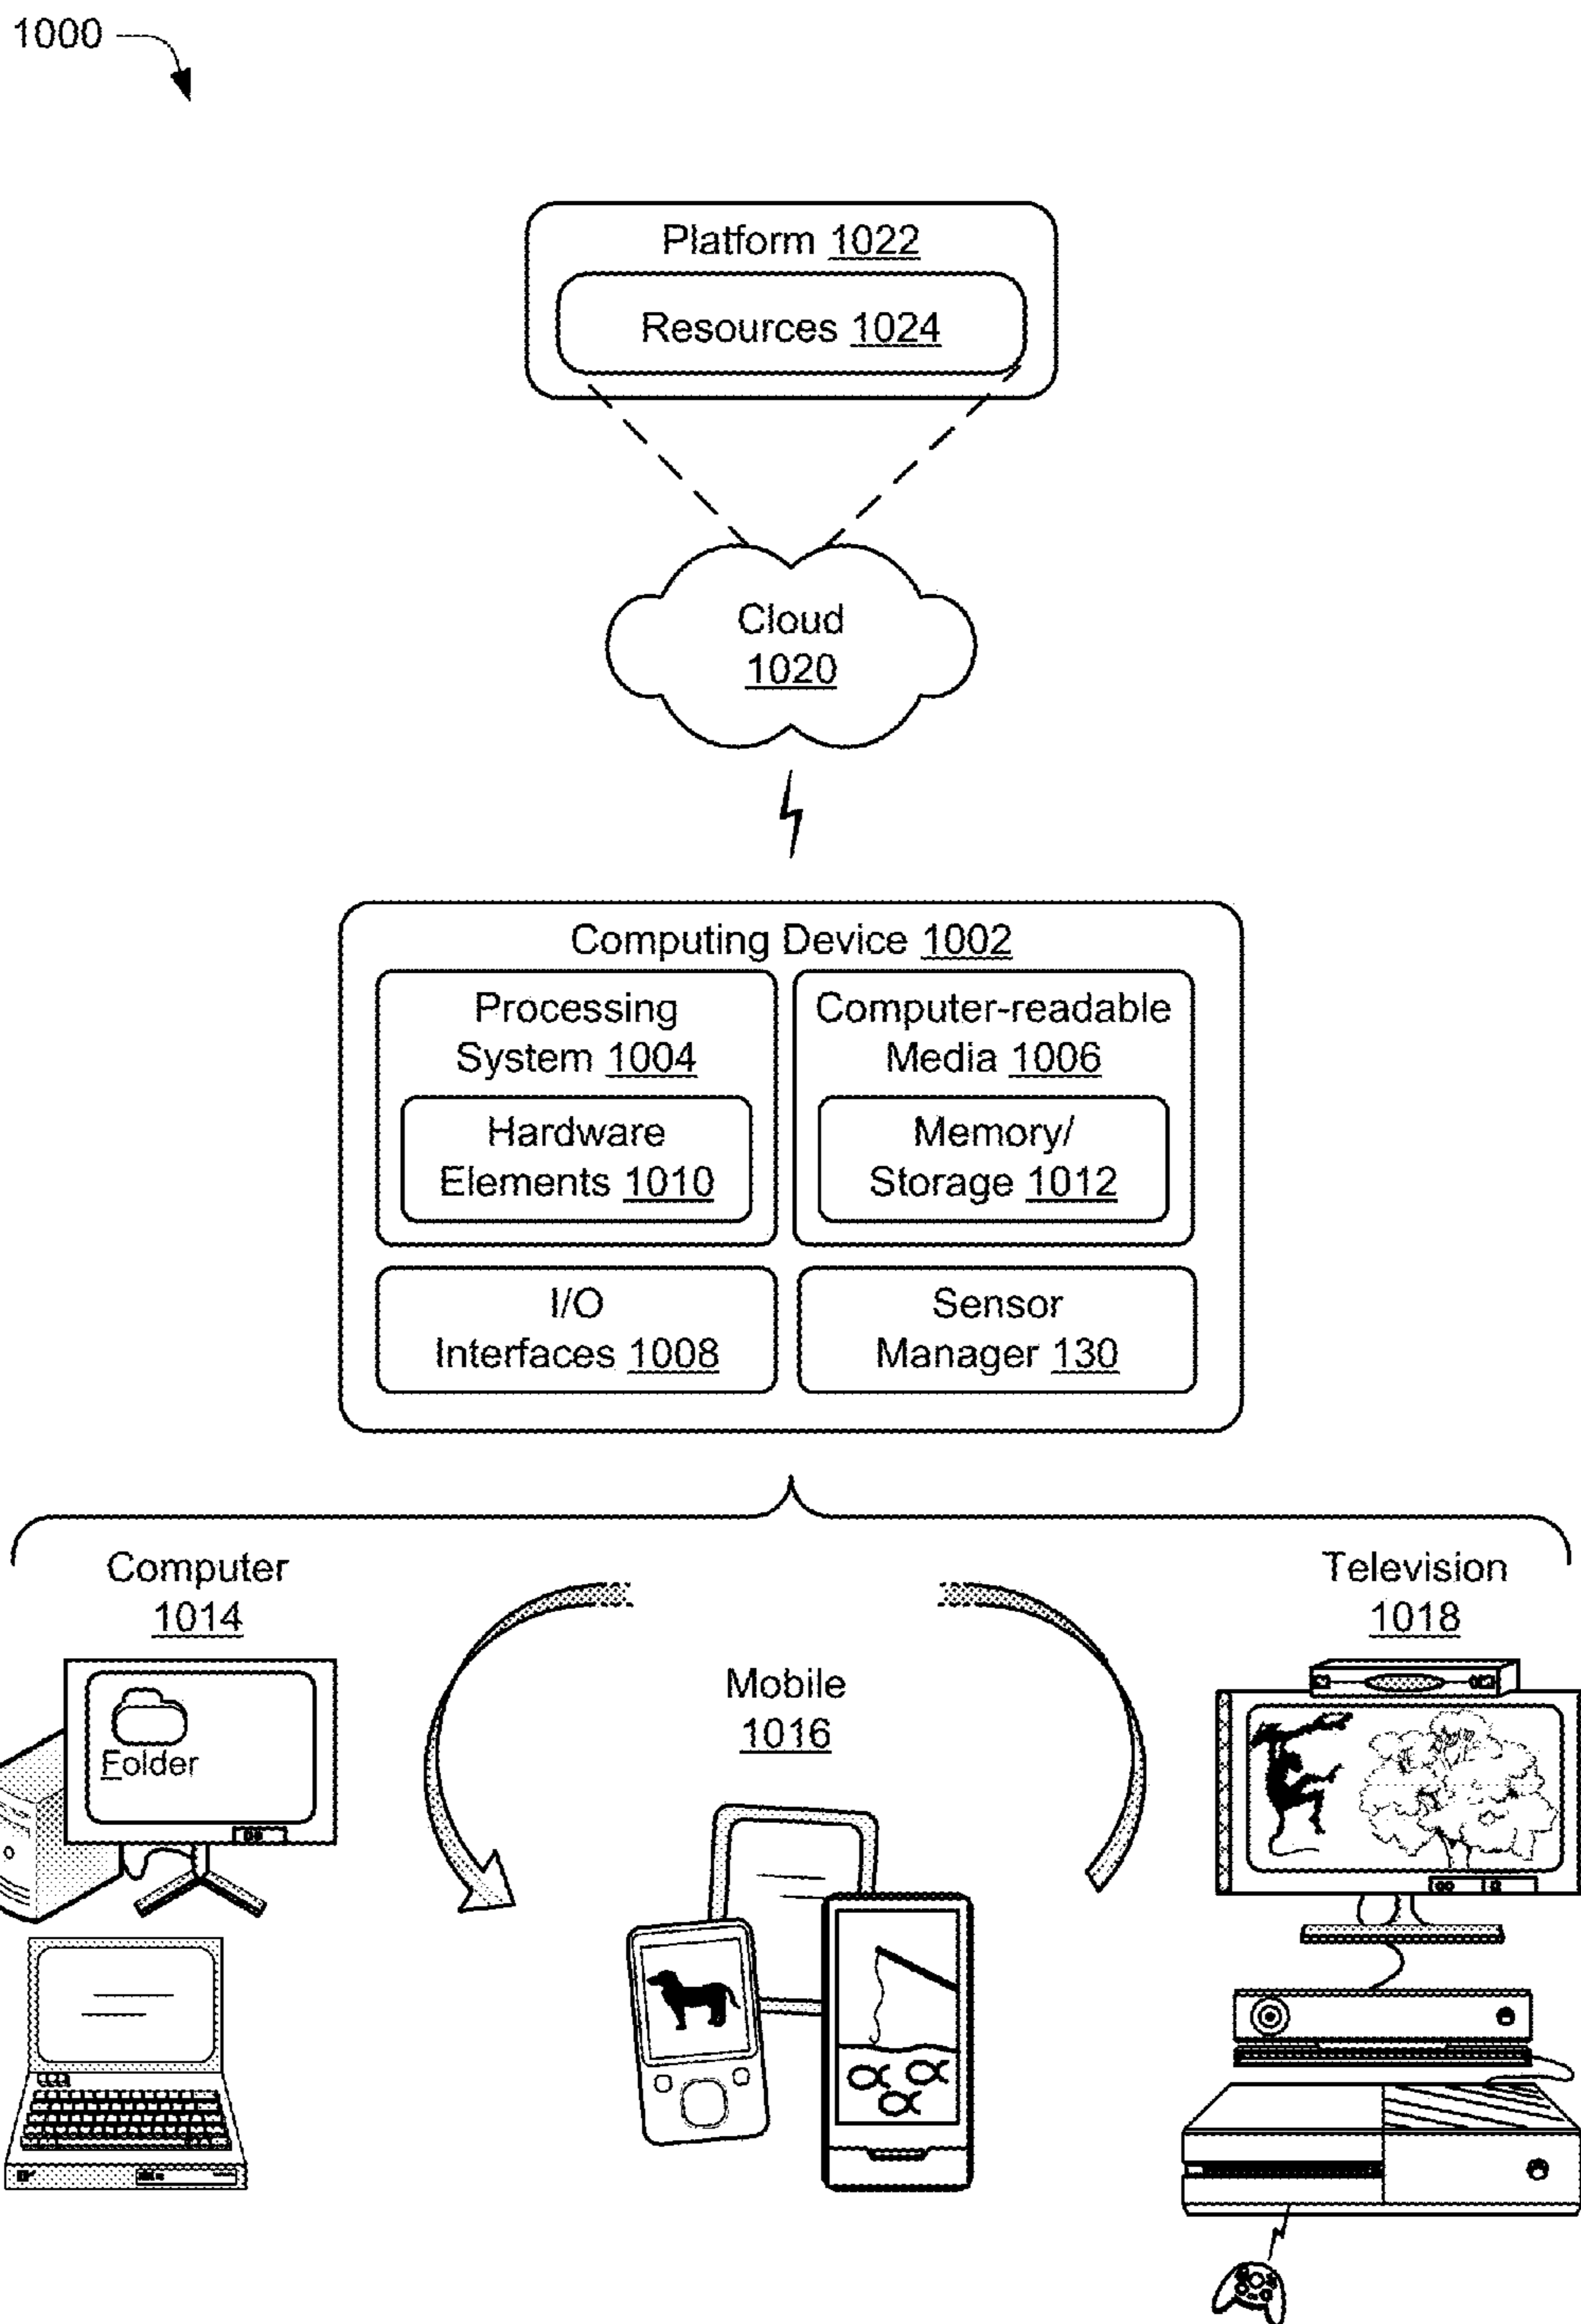 1000
Platform 1022
Resources 1024
Cloud
1020
Computing Device 1002
Processing
System 1004
Hardware
Elements 1010
Computer-readable
Media 1006
Memory/
Storage 1012
I/O
Interfaces 1008
Sensor
Manager 130
Computer
1014
Folder
Mobile
1016
Television
1018